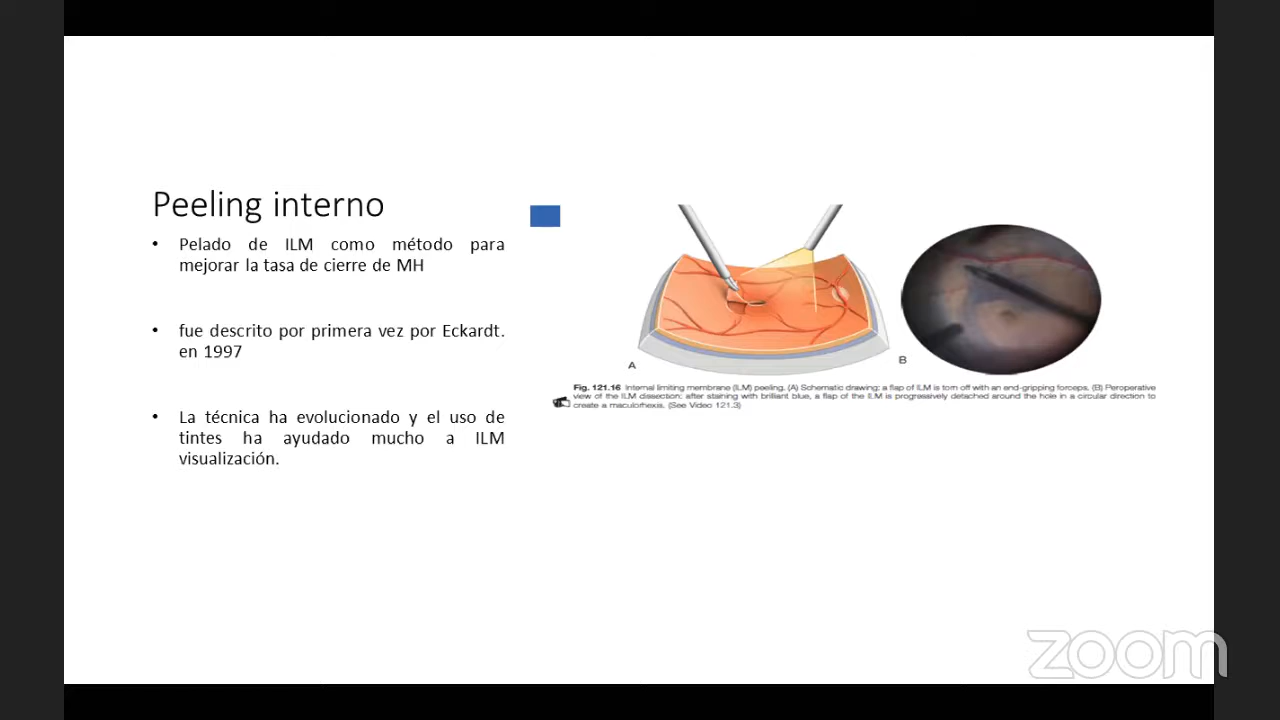 Peeling interno
• Pelado de ILM como método para
mejorar la tasa de cierre de MH
• fue descrito por primera vez por Eckardt.
en 1997
• La técnica ha evolucionado y el uso de
tintes ha ayudado mucho a ILM
visualización.
A
B
Fig. 121.16 Internal limiting membrane (ILM) peeling. (A) Schematic drawing: a flap of ILM is torn off with an end-gripping forceps. (B) Peroperative
view of the ILM dissection: after staining with brilliant blue, a flap of the ILM is progressively detached around the hole in a circular direction to
create a maculorhexis. (See Video 121.3)
zoom